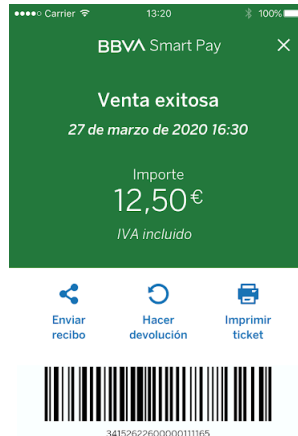 Carrier 13:20 100%
BBVA Smart Pay
Venta exitosa
27 de marzo de 2020 16:30
Importe
12,50€
IVA incluido
Enviar recibo
Hacer devolución
Imprimir ticket
34152622600000111165